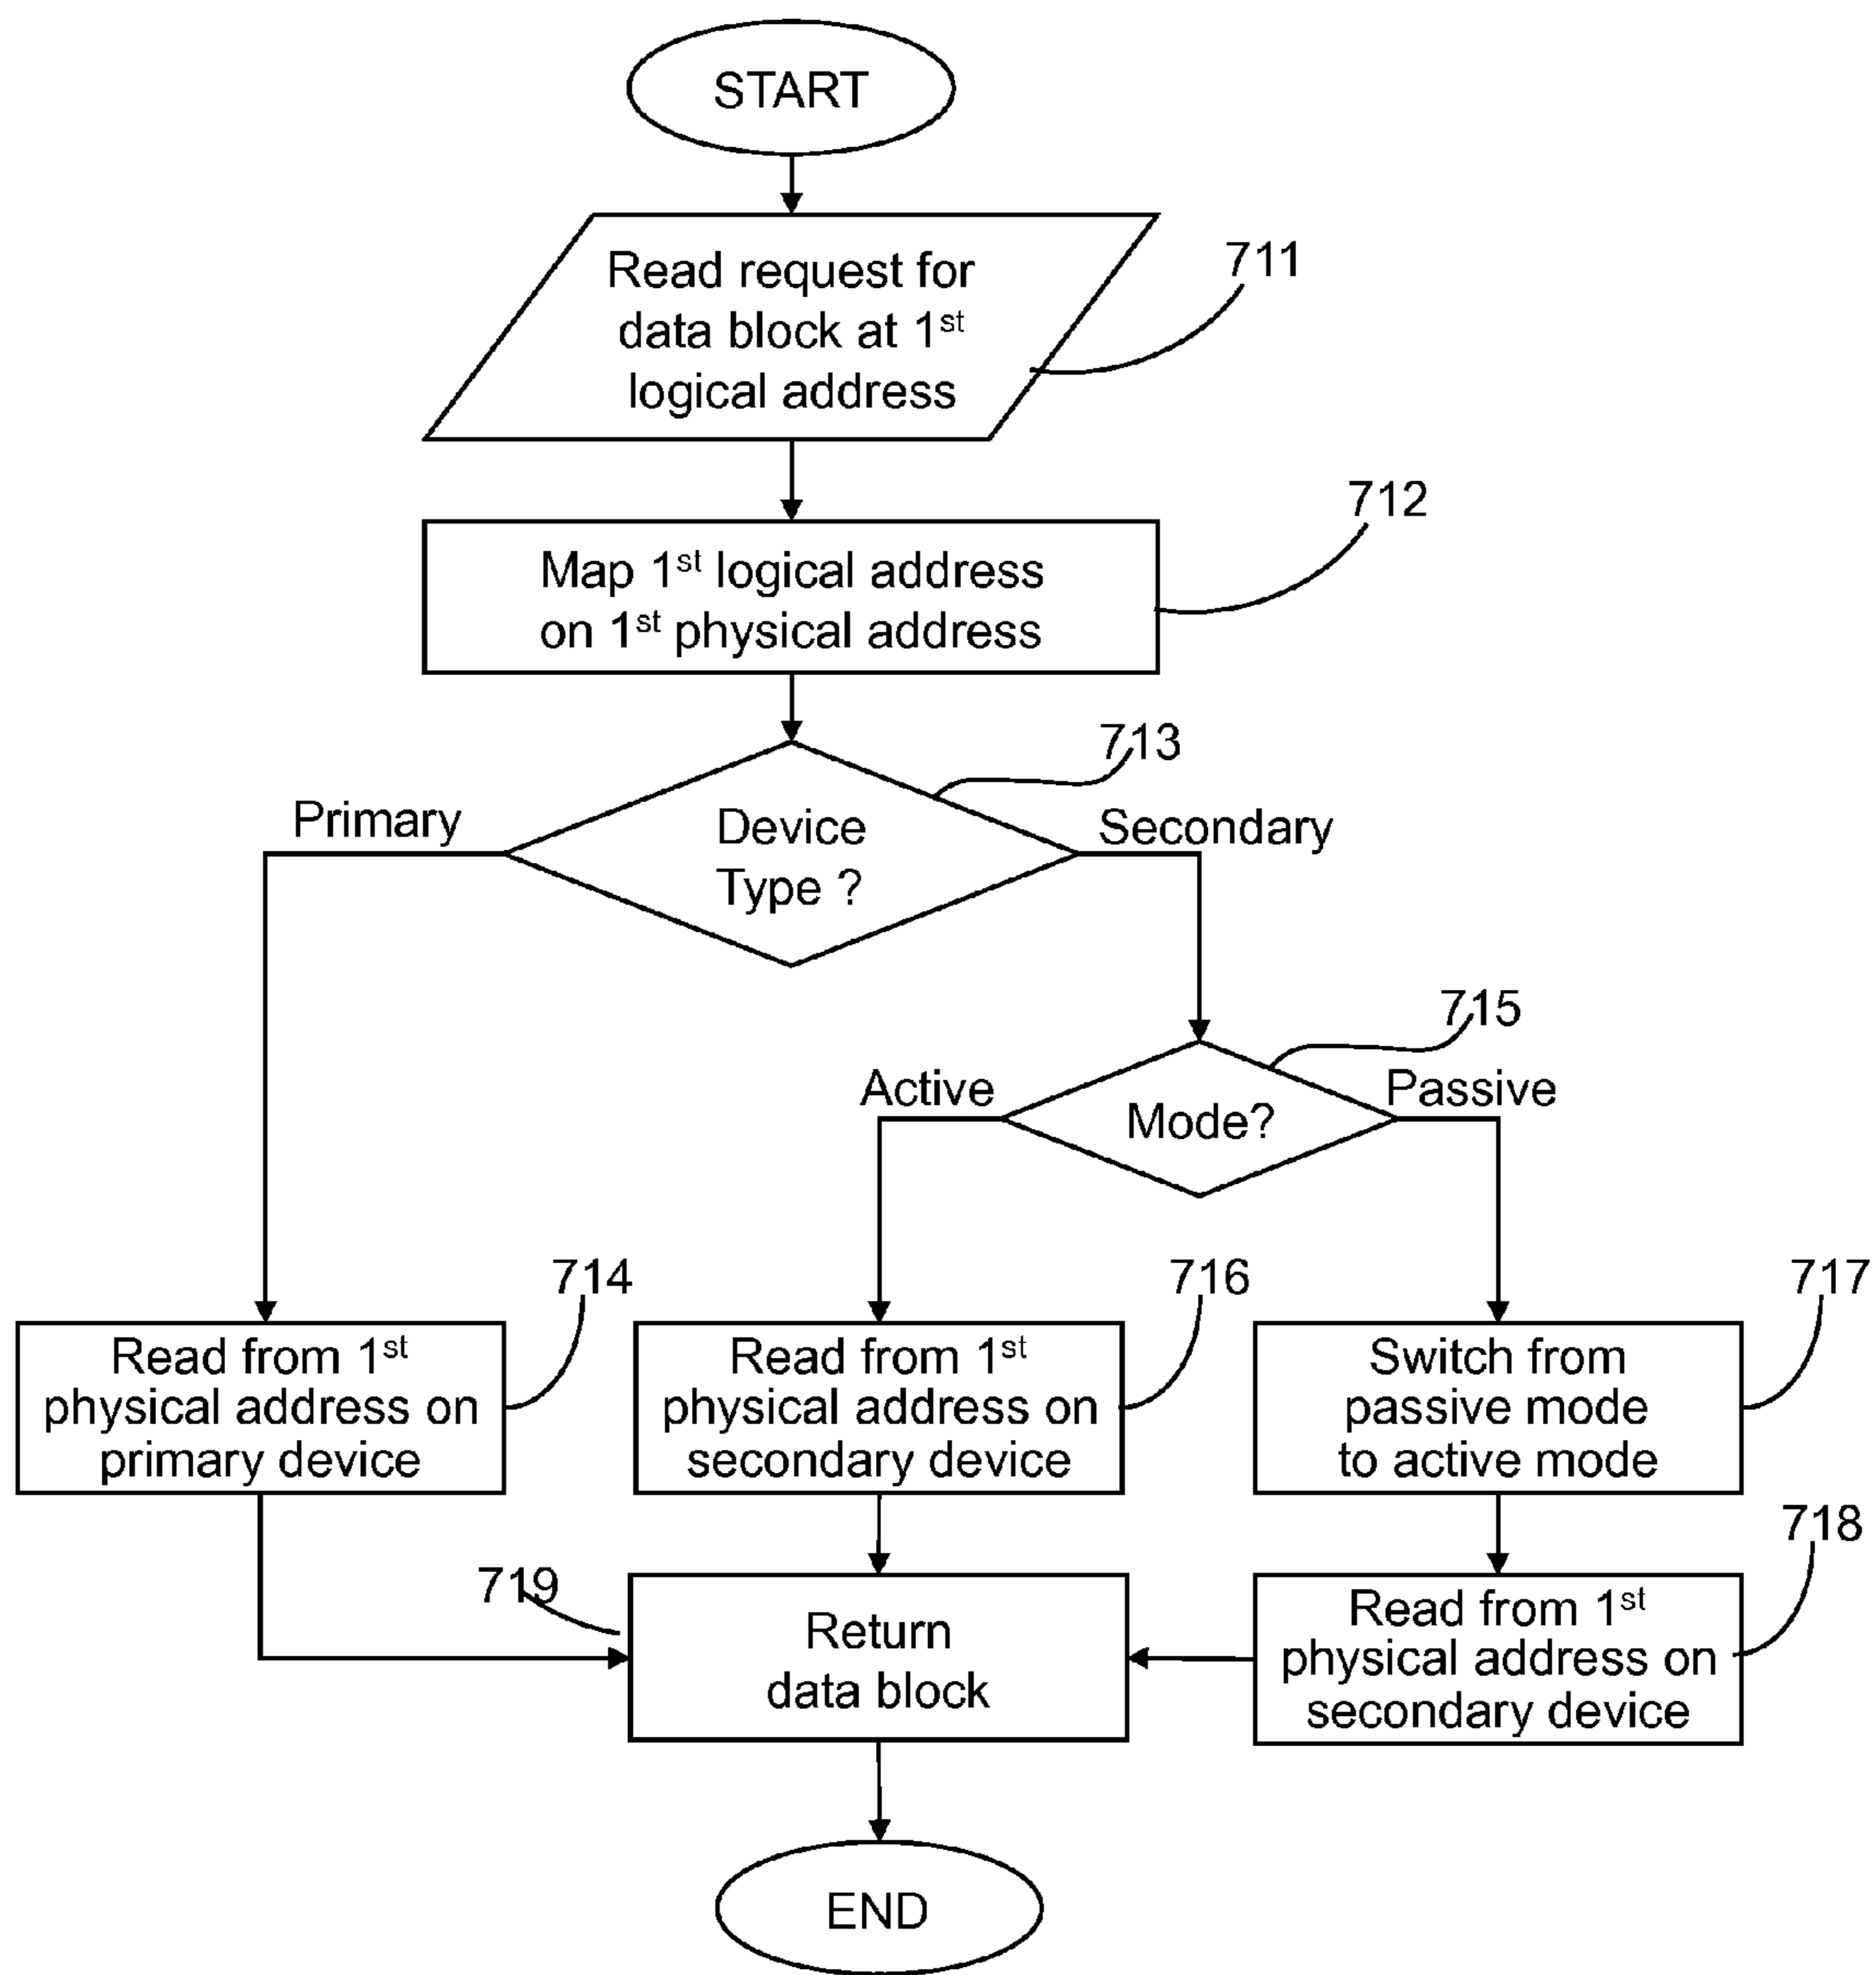 START
Read request for
data block at 1st
logical address
711
712
Map 1st logical address
on 1st physical address
713
Primary
Device
Type ?
Secondary
715
Active
Mode?
Passive
714
716
717
Read from 1st
physical address on
primary device
Read from 1st
physical address on
secondary device
Switch from
passive mode
to active mode
718
719
Return
data block
Read from 1st
physical address on
secondary device
END